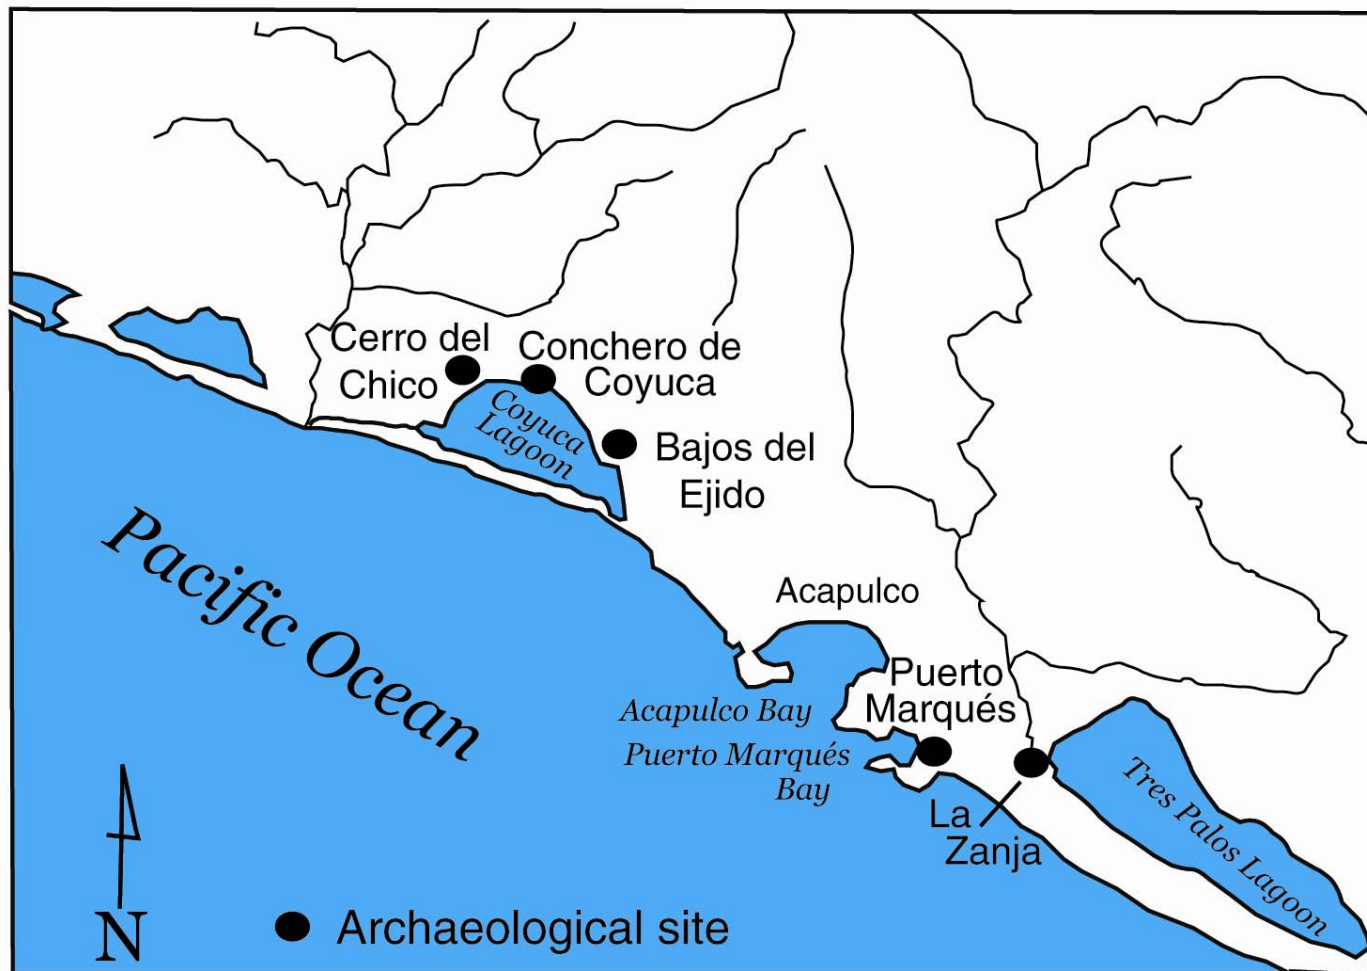 Cerro del
Chico
Conchero de
Coyuca
Coyuca
Lagoon
Bajos del
Ejido
Pacific Ocean
Acapulco
Puerto
Marqués
Acapulco Bay
Puerto Marqués
Bay
La
Zanja
Tres Palos Lagoon
N
Archaeological site